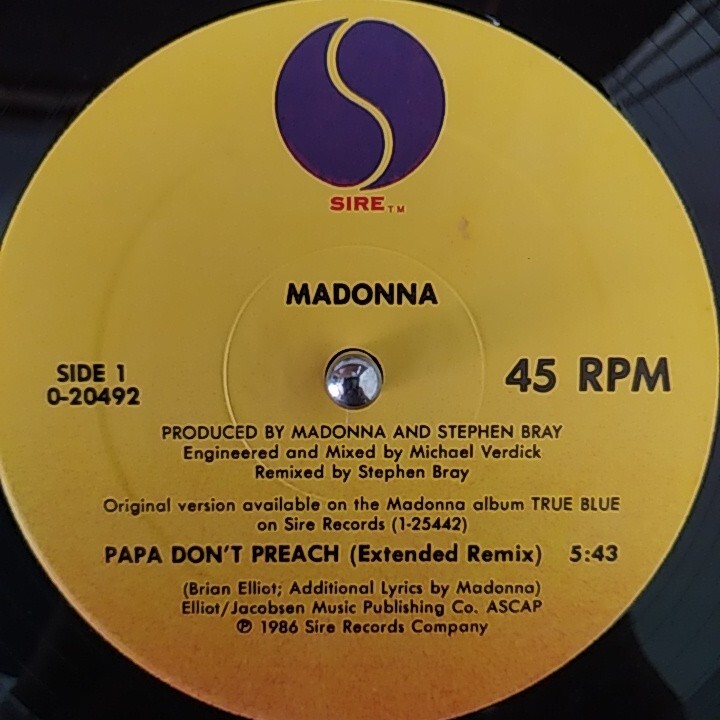 SIRE TM
MADONNA
SIDE 1
0-20492
45 RPM
PRODUCED BY MADONNA AND STEPHEN BRAY
Engineered and Mixed by Michael Verdick
Remixed by Stephen Bray
Original version available on the Madonna album TRUE BLUE
on Sire Records (1-25442)
PAPA DON'T PREACH (Extended Remix) 5:43
(Brian Elliot; Additional Lyrics by Madonna)
Elliot/Jacobsen Music Publishing Co. ASCAP
℗ 1986 Sire Records Company